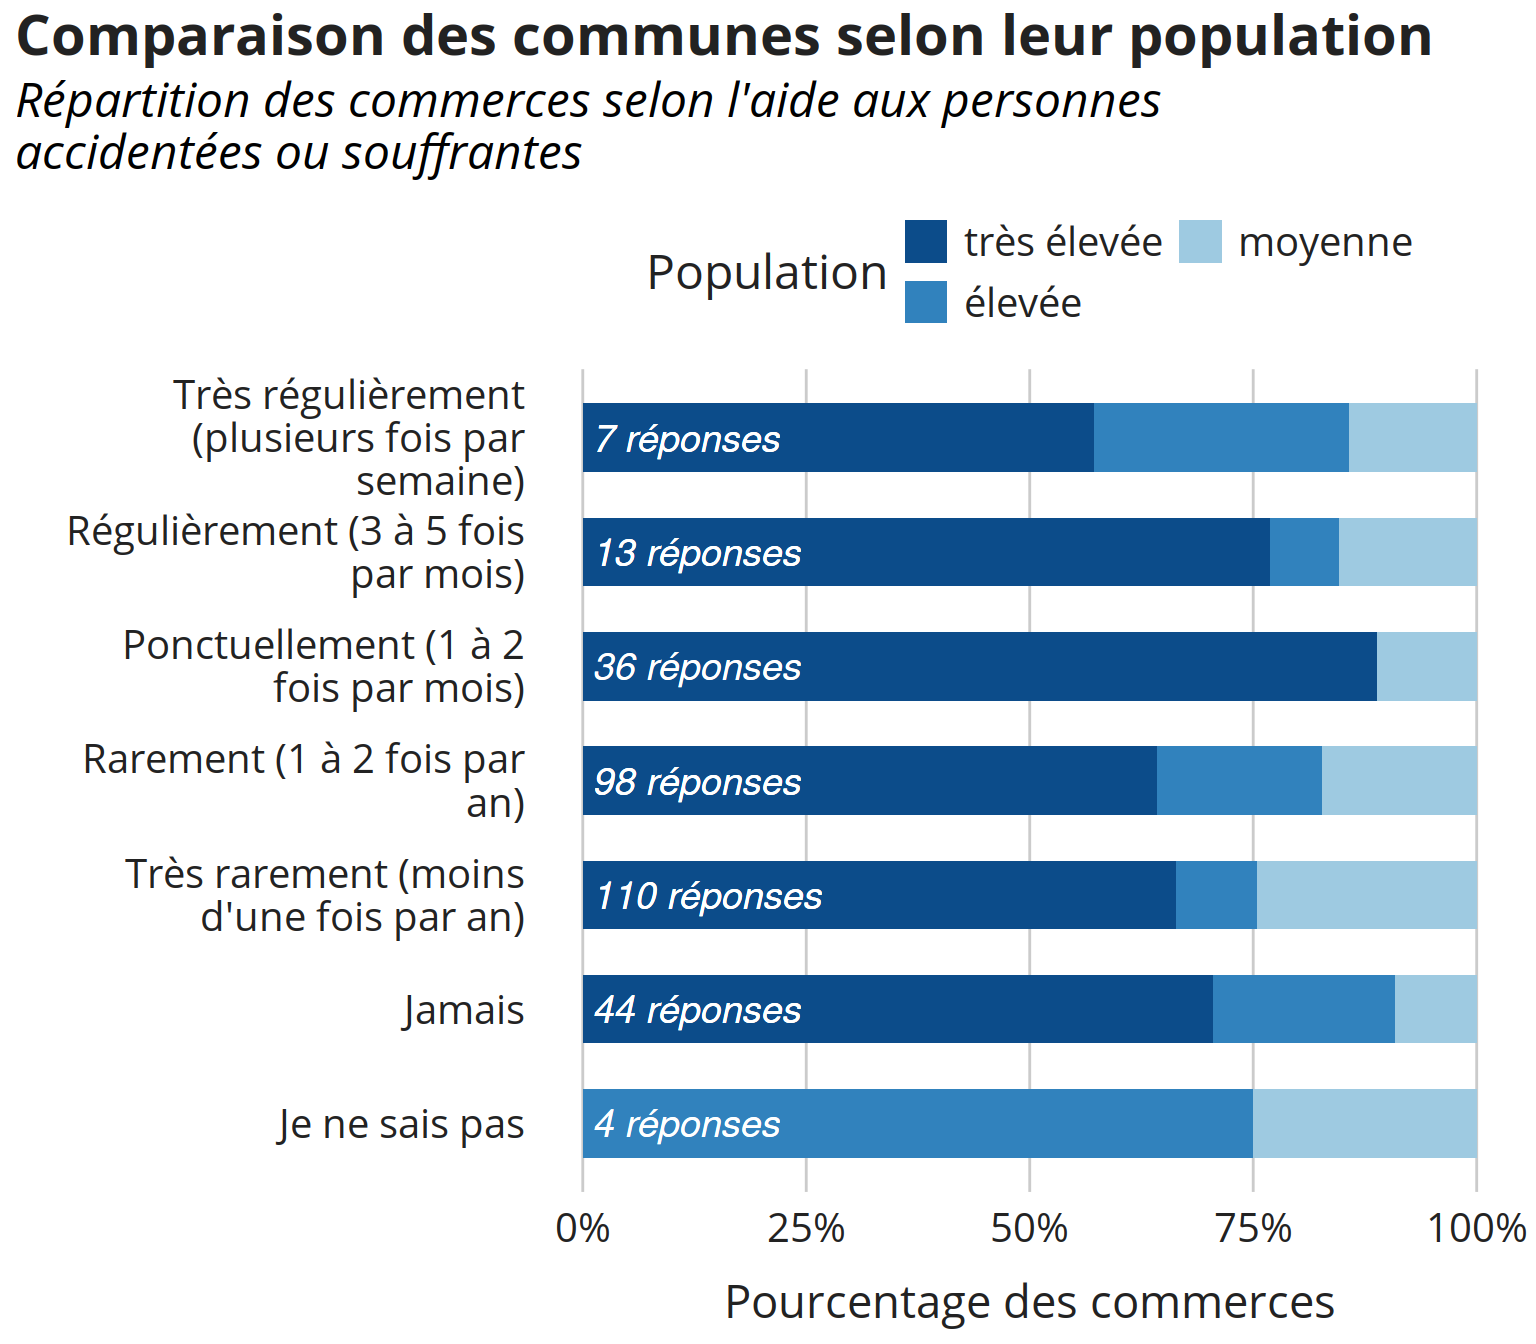 Comparaison des communes selon leur population
Répartition des commerces selon l'aide aux personnes
accidentées ou souffrantes
Population
très élevée
moyenne
élevée
Très régulièrement
(plusieurs fois par
semaine)
7 réponses
Régulièrement (3 à 5 fois
par mois)
13 réponses
Ponctuellement (1 à 2
fois par mois)
36 réponses
Rarement (1 à 2 fois par
an)
98 réponses
Très rarement (moins
d'une fois par an)
110 réponses
Jamais
44 réponses
Je ne sais pas
4 réponses
0%
25%
50%
75%
100%
Pourcentage des commerces